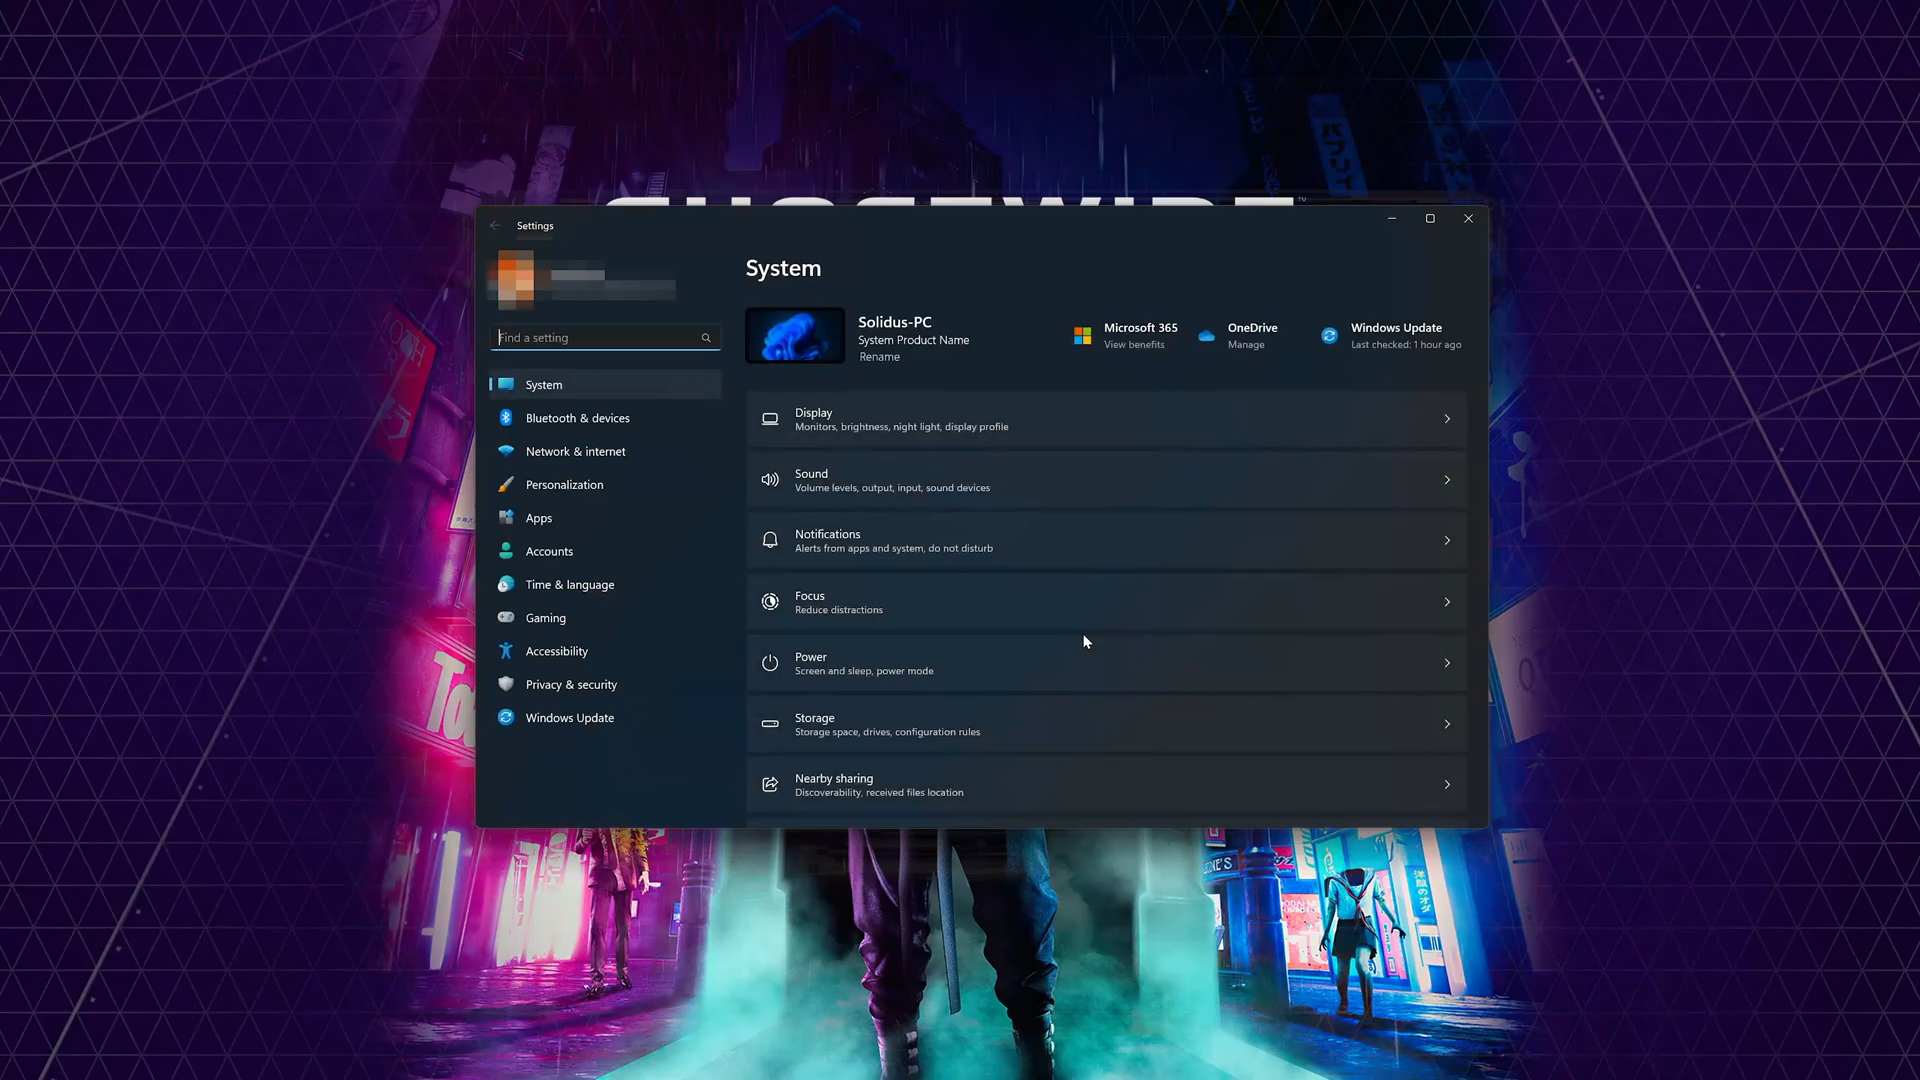 Settings
Find a setting
System
Bluetooth & devices
Network & internet
Personalization
Apps
Accounts
Time & language
Gaming
Accessibility
Privacy & security
Windows Update
System
Solidus-PC
System Product Name
Rename
Microsoft 365
View benefits
OneDrive
Manage
Windows Update
Last checked: 1 hour ago
Display
Monitors, brightness, night light, display profile
Sound
Volume levels, output, input, sound devices
Notifications
Alerts from apps and system, do not disturb
Focus
Reduce distractions
Power
Screen and sleep, power mode
Storage
Storage space, drives, configuration rules
Nearby sharing
Discoverability, received files location